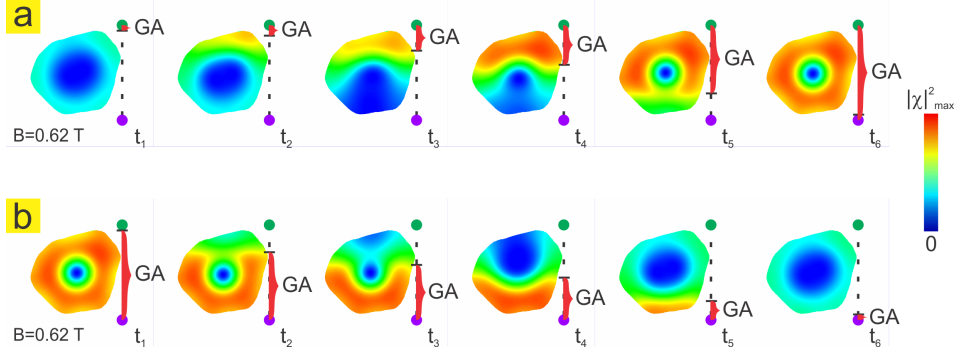 a
GA GA GA GA GA GA
|χ|²max
B=0.62 T t1 t2 t3 t4 t5 t6
0
b
GA GA GA GA GA GA
B=0.62 T t1 t2 t3 t4 t5 t6